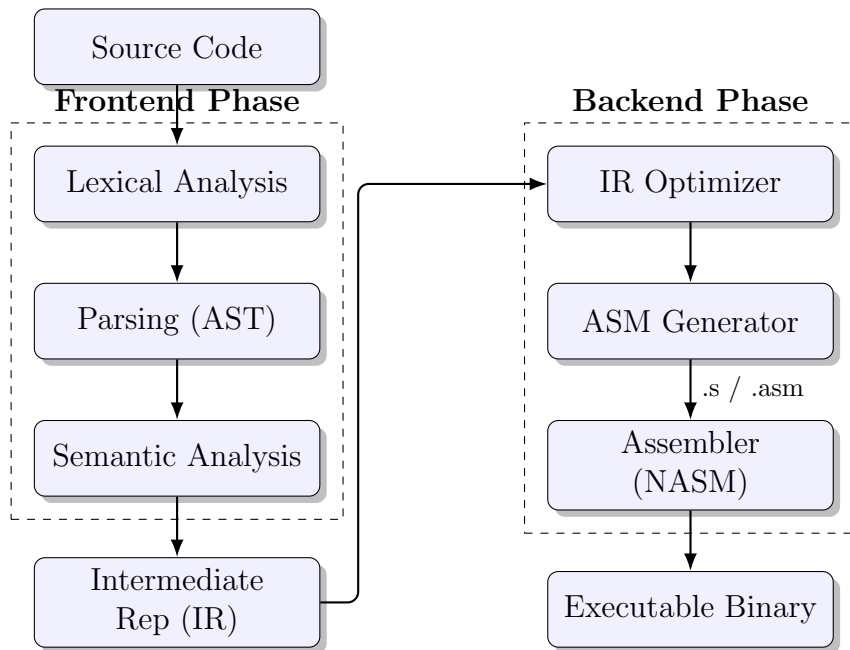 Source Code
Frontend Phase
Lexical Analysis
Parsing (AST)
Semantic Analysis
Intermediate
Rep (IR)
Backend Phase
IR Optimizer
ASM Generator
.s / .asm
Assembler
(NASM)
Executable Binary